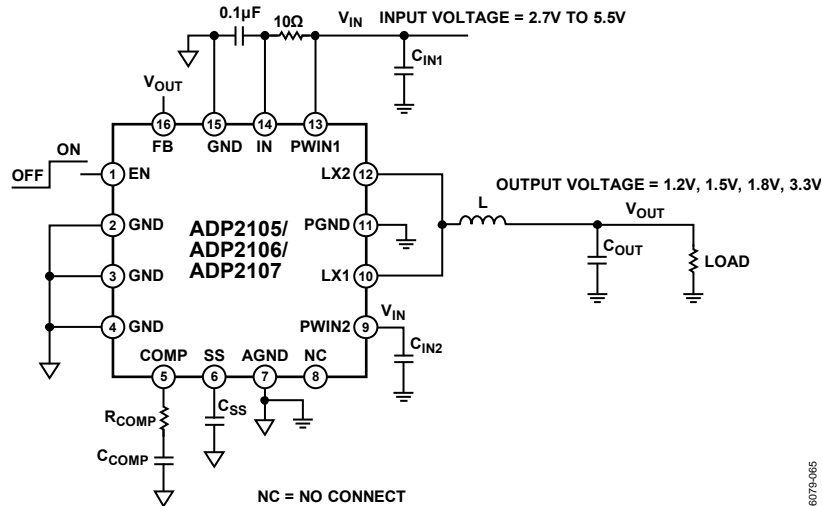 0.1µF
10Ω
VIN
INPUT VOLTAGE = 2.7V TO 5.5V
CIN1
VOUT
16
15
14
13
FB
GND
IN
PWIN1
ON
OFF
1
EN
LX2
12
OUTPUT VOLTAGE = 1.2V, 1.5V, 1.8V, 3.3V
2
GND
ADP2105/
ADP2106/
ADP2107
PGND
11
L
VOUT
3
GND
LX1
10
COUT
LOAD
4
GND
PWIN2
9
VIN
CIN2
COMP
SS
AGND
NC
5
6
7
8
RCOMP
CSS
CCOMP
NC = NO CONNECT
6079-065